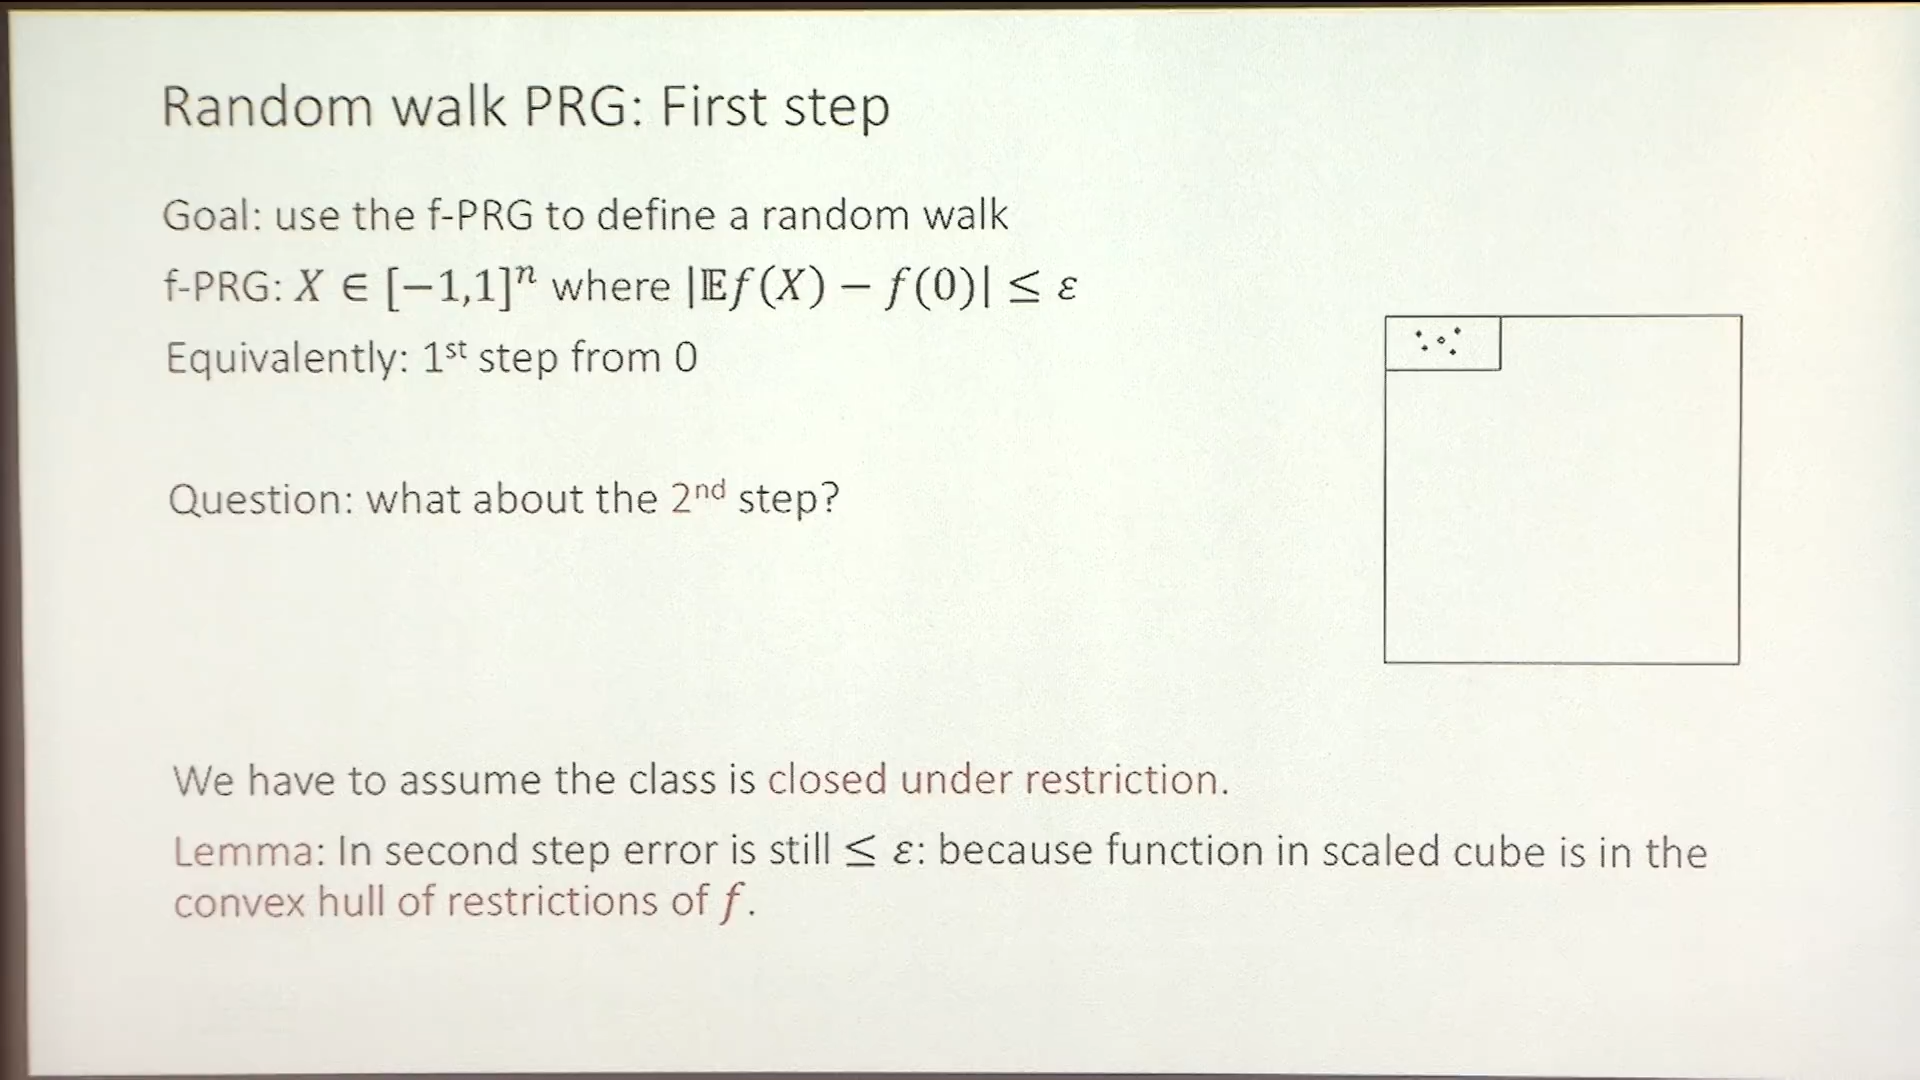 Random walk PRG: First step
Goal: use the f-PRG to define a random walk
f-PRG: X ∈ [−1,1]ⁿ where |𝔼f(X) − f(0)| ≤ ε
Equivalently: 1ˢᵗ step from 0
Question: what about the 2ⁿᵈ step?
We have to assume the class is closed under restriction.
Lemma: In second step error is still ≤ ε: because function in scaled cube is in the
convex hull of restrictions of f.